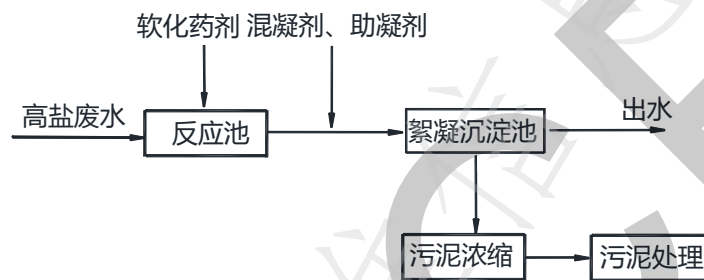 软化药剂 混凝剂、助凝剂
高盐废水
反应池
絮凝沉淀池
出水
污泥浓缩
污泥处理